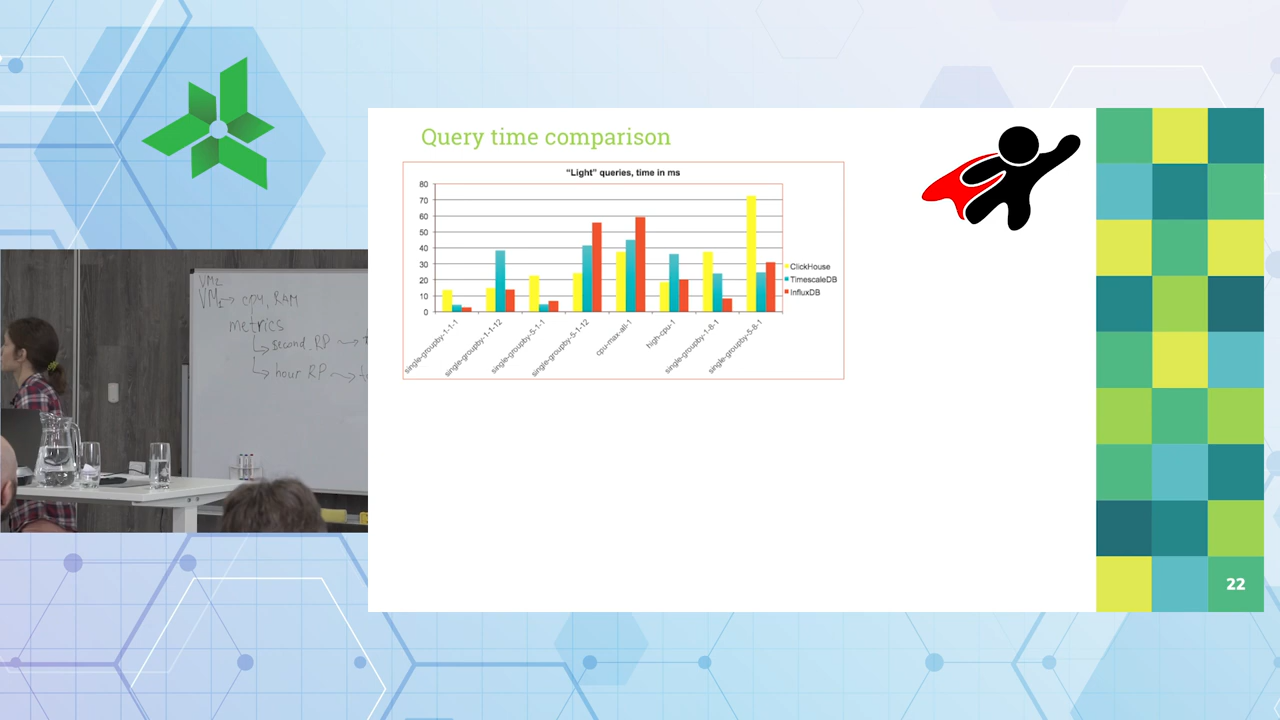 Query time comparison
“Light” queries, time in ms
80
70
60
50
40
30
20
10
0
single-groupby-1-1-1
single-groupby-1-1-12
single-groupby-5-1-1
single-groupby-5-1-12
cpu-max-all-1
high-cpu-1
single-groupby-1-8-1
single-groupby-5-8-1
ClickHouse
TimescaleDB
InfluxDB
22
VM2
VM1 → CPU, RAM
metrics
second_RP
hour RP